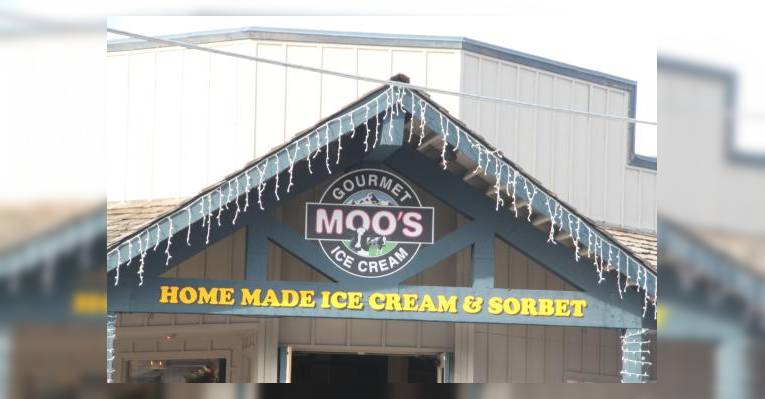 GOURMET
MOO'S
ICE CREAM
HOME MADE ICE CREAM & SORBET